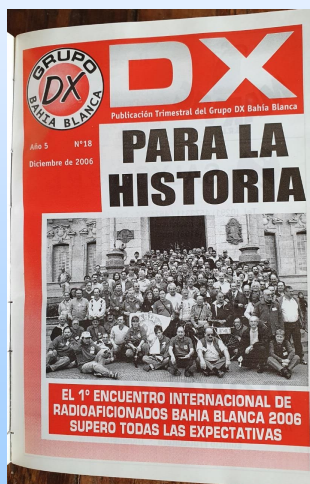 GRUPO
DX
BAHIA BLANCA
DX
Publicación Trimestral del Grupo DX Bahía Blanca
Año 5 N°18
Diciembre de 2006
PARA LA
HISTORIA
EL 1° ENCUENTRO INTERNACIONAL DE
RADIOAFICIONADOS BAHIA BLANCA 2006
SUPERO TODAS LAS EXPECTATIVAS